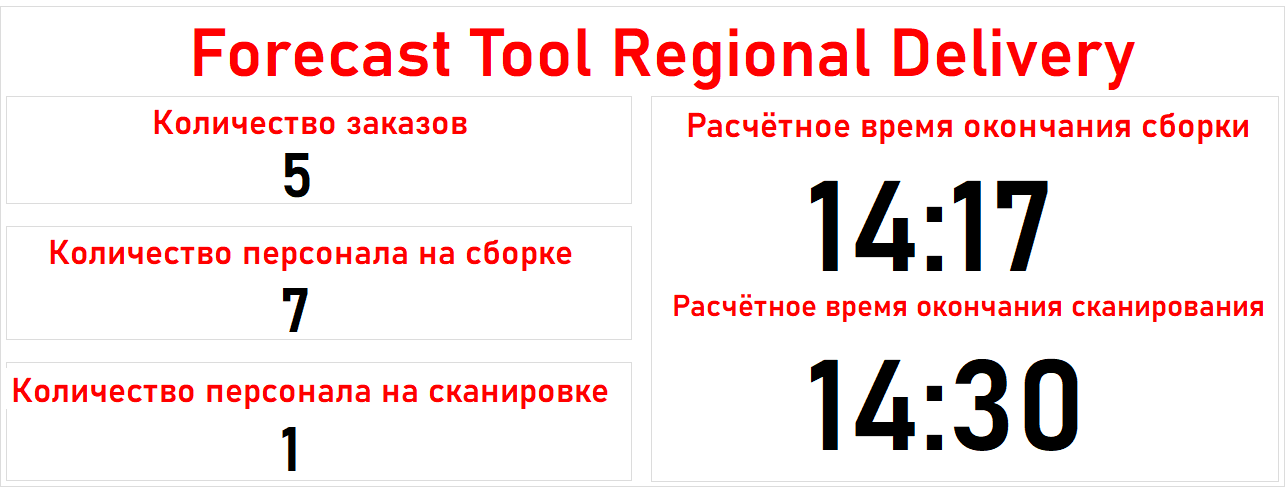 Forecast Tool Regional Delivery
Количество заказов
5
Количество персонала на сборке
7
Количество персонала на сканировке
1
Расчётное время окончания сборки
14:17
Расчётное время окончания сканирования
14:30